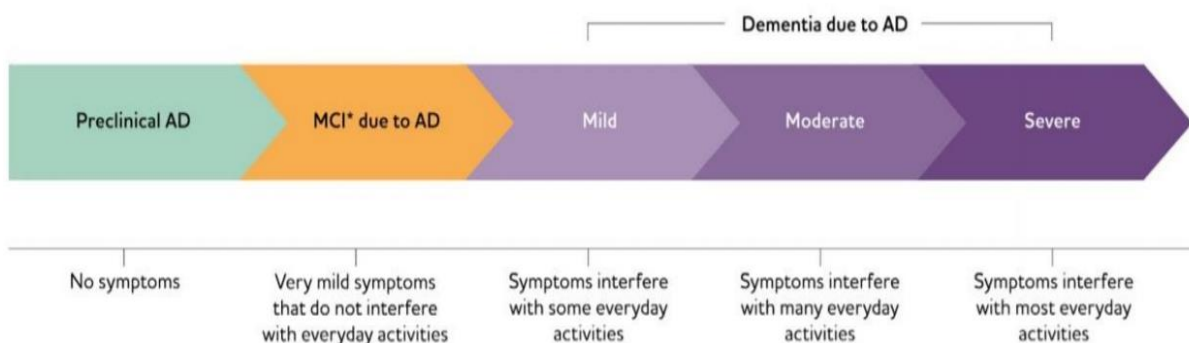 Dementia due to AD
Preclinical AD
MCI* due to AD
Mild
Moderate
Severe
No symptoms
Very mild symptoms
that do not interfere
with everyday activities
Symptoms interfere
with some everyday
activities
Symptoms interfere
with many everyday
activities
Symptoms interfere
with most everyday
activities